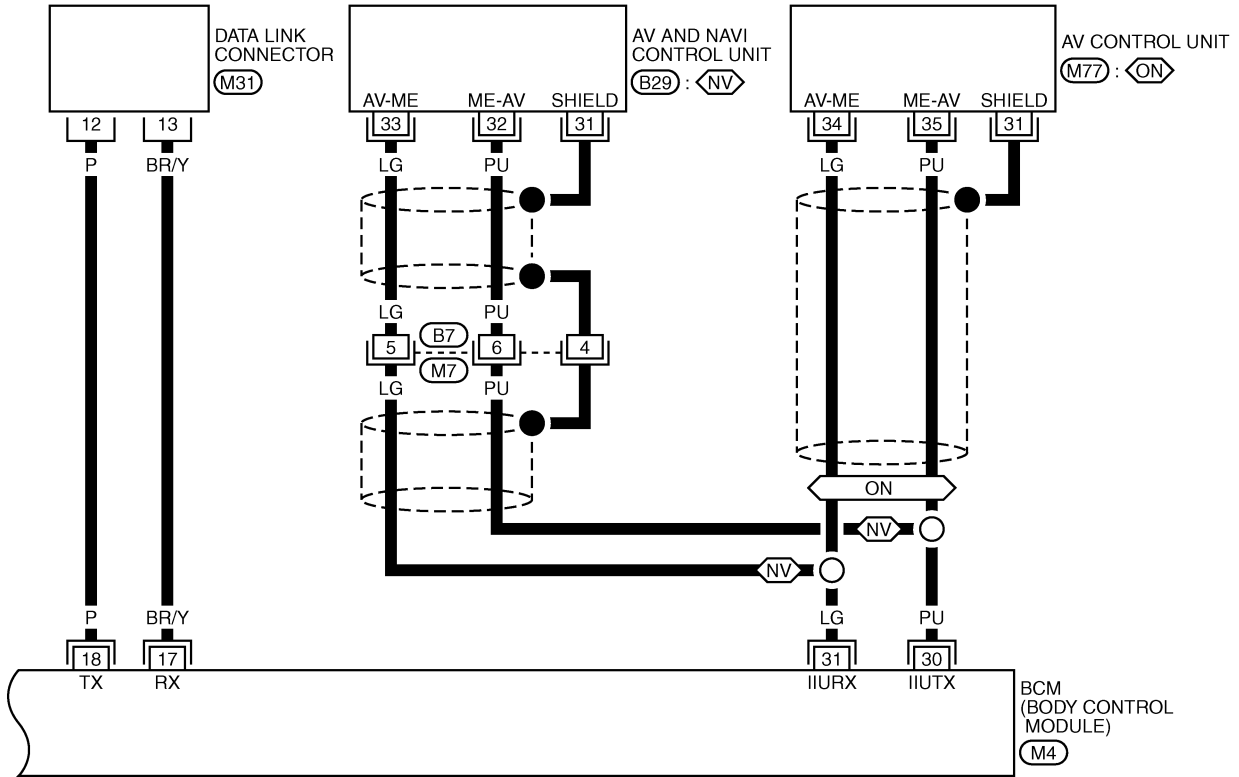 DATA LINK
CONNECTOR
M31
AV AND NAVI
CONTROL UNIT
B29 : NV
AV CONTROL UNIT
M77 : ON
AV-ME ME-AV SHIELD
AV-ME ME-AV SHIELD
12 13
33 32 31
34 35 31
P BR/Y
LG PU
LG PU
LG PU
B7
5 6 4
M7
LG PU
ON
NV
NV
P BR/Y
LG PU
18 17
31 30
TX RX
IIURX IIUTX
BCM
(BODY CONTROL
MODULE)
M4